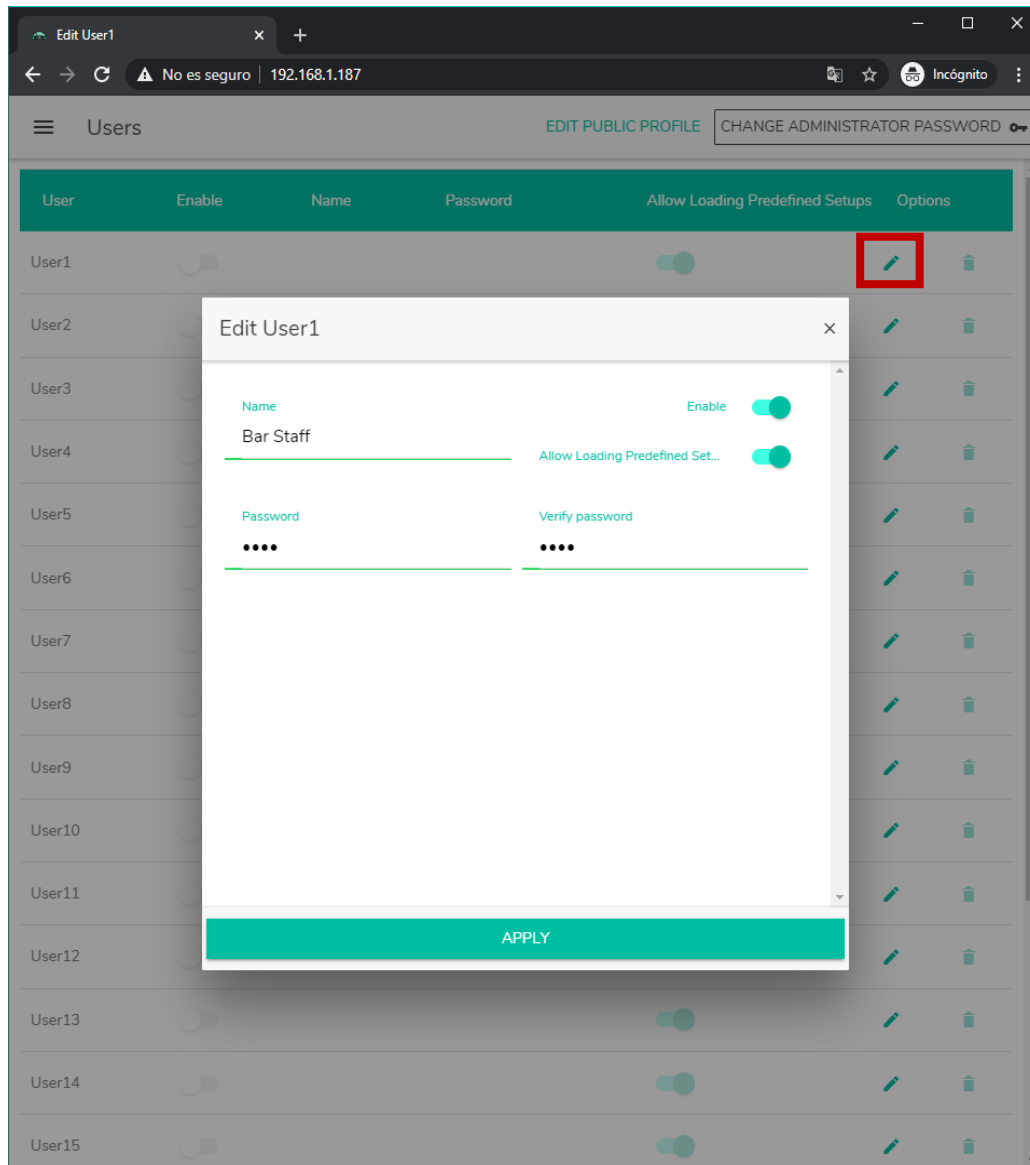 Edit User1
No es seguro | 192.168.1.187
Incógnito
Users
EDIT PUBLIC PROFILE
CHANGE ADMINISTRATOR PASSWORD
User Enable Name Password Allow Loading Predefined Setups Options
User1
User2
Edit User1
User3
Name
Enable
Bar Staff
User4
Allow Loading Predefined Set...
User5
Password
Verify password
••••
••••
User6
User7
User8
User9
User10
User11
APPLY
User12
User13
User14
User15